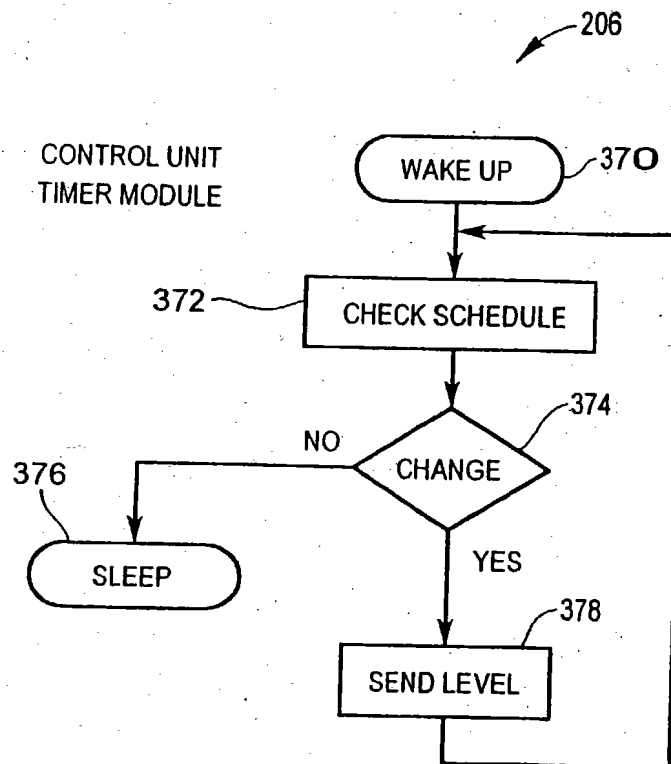 206
CONTROL UNIT
TIMER MODULE
WAKE UP
370
372
CHECK SCHEDULE
374
NO
CHANGE
376
SLEEP
YES
378
SEND LEVEL